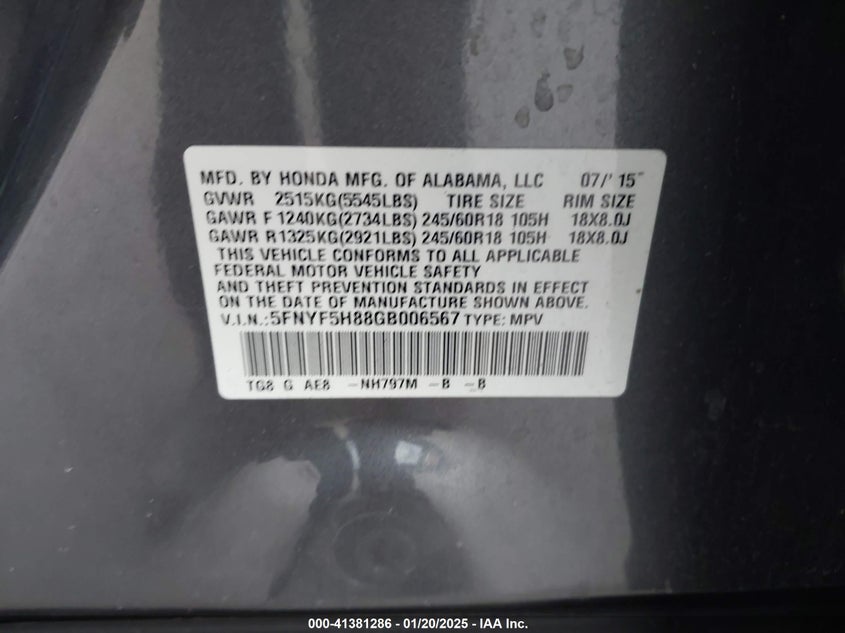 MFD. BY HONDA MFG. OF ALABAMA, LLC 07/'15
GVWR 2515KG(5545LBS) TIRE SIZE RIM SIZE
GAWR F 1240KG(2734LBS) 245/60R18 105H 18X8.0J
GAWR R1325KG(2921LBS) 245/60R18 105H 18X8.0J
THIS VEHICLE CONFORMS TO ALL APPLICABLE
FEDERAL MOTOR VEHICLE SAFETY
AND THEFT PREVENTION STANDARDS IN EFFECT
ON THE DATE OF MANUFACTURE SHOWN ABOVE.
V.I.N.:5FNYF5H88GB006567 TYPE: MPV
TG8 G AE8 -NH797M -B -B
000-41381286 - 01/20/2025 - IAA Inc.